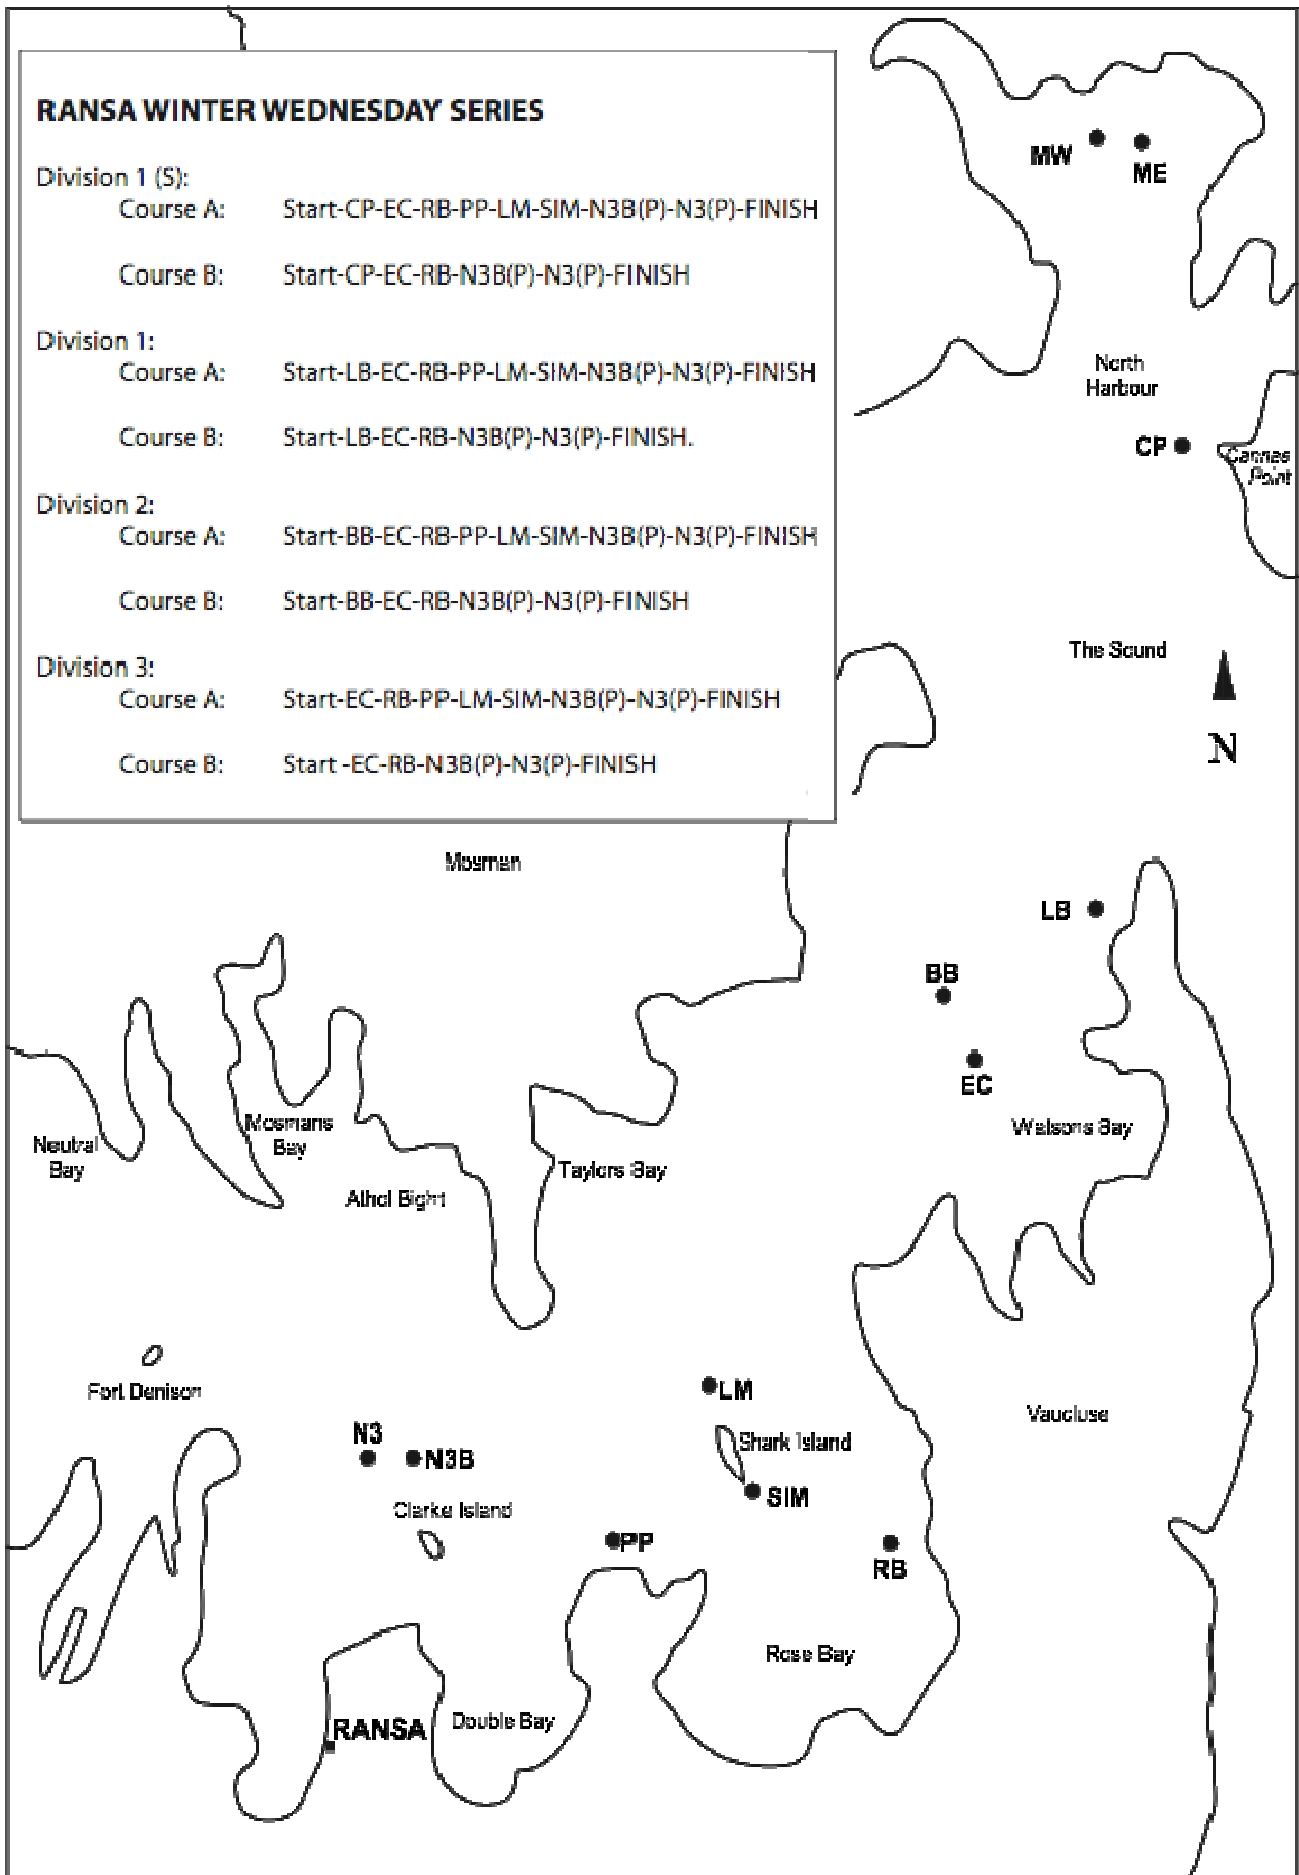 RANSA WINTER WEDNESDAY SERIES
Division 1 (S):
Course A: Start-CP-EC-RB-PP-LM-SIM-N3B(P)-N3(P)-FINISH
Course B: Start-CP-EC-RB-N3B(P)-N3(P)-FINISH
Division 1:
Course A: Start-LB-EC-RB-PP-LM-SIM-N3B(P)-N3(P)-FINISH
Course B: Start-LB-EC-RB-N3B(P)-N3(P)-FINISH.
Division 2:
Course A: Start-BB-EC-RB-PP-LM-SIM-N3B(P)-N3(P)-FINISH
Course B: Start-BB-EC-RB-N3B(P)-N3(P)-FINISH
Division 3:
Course A: Start-EC-RB-PP-LM-SIM-N3B(P)-N3(P)-FINISH
Course B: Start -EC-RB-N3B(P)-N3(P)-FINISH
MW
ME
North
Harbour
CP
Cannae
Point
The Sound
N
Mosman
LB
BB
EC
Watsons Bay
Neutral
Bay
Mosmans
Bay
Athol Bight
Taylors Bay
Fort Denison
LM
Vaucluse
N3
N3B
Shark Island
SIM
Clarke Island
PP
RB
Rose Bay
RANSA
Double Bay